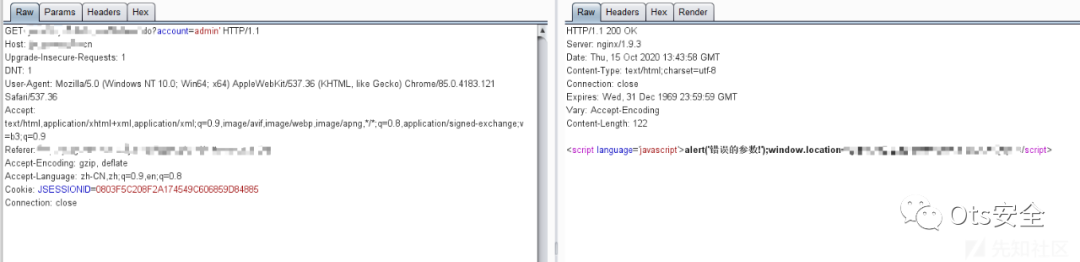 Raw Params Headers Hex
GET do?account=admin' HTTP/1.1
Host: cn
Upgrade-Insecure-Requests: 1
DNT: 1
User-Agent: Mozilla/5.0 (Windows NT 10.0; Win64; x64) AppleWebKit/537.36 (KHTML, like Gecko) Chrome/85.0.4183.121
Safari/537.36
Accept:
text/html,application/xhtml+xml,application/xml;q=0.9,image/avif,image/webp,image/apng,*/*;q=0.8,application/signed-exchange;v
=b3;q=0.9
Referer:
Accept-Encoding: gzip, deflate
Accept-Language: zh-CN,zh;q=0.9,en;q=0.8
Cookie: JSESSIONID=0803F5C208F2A174549C606859D84885
Connection: close
Raw Headers Hex Render
HTTP/1.1 200 OK
Server: nginx/1.9.3
Date: Thu, 15 Oct 2020 13:43:58 GMT
Content-Type: text/html;charset=utf-8
Connection: close
Expires: Wed, 31 Dec 1969 23:59:59 GMT
Vary: Accept-Encoding
Content-Length: 122
<script language='javascript'>alert('错误的参数!');window.location= /script>
Ots安全
先知社区